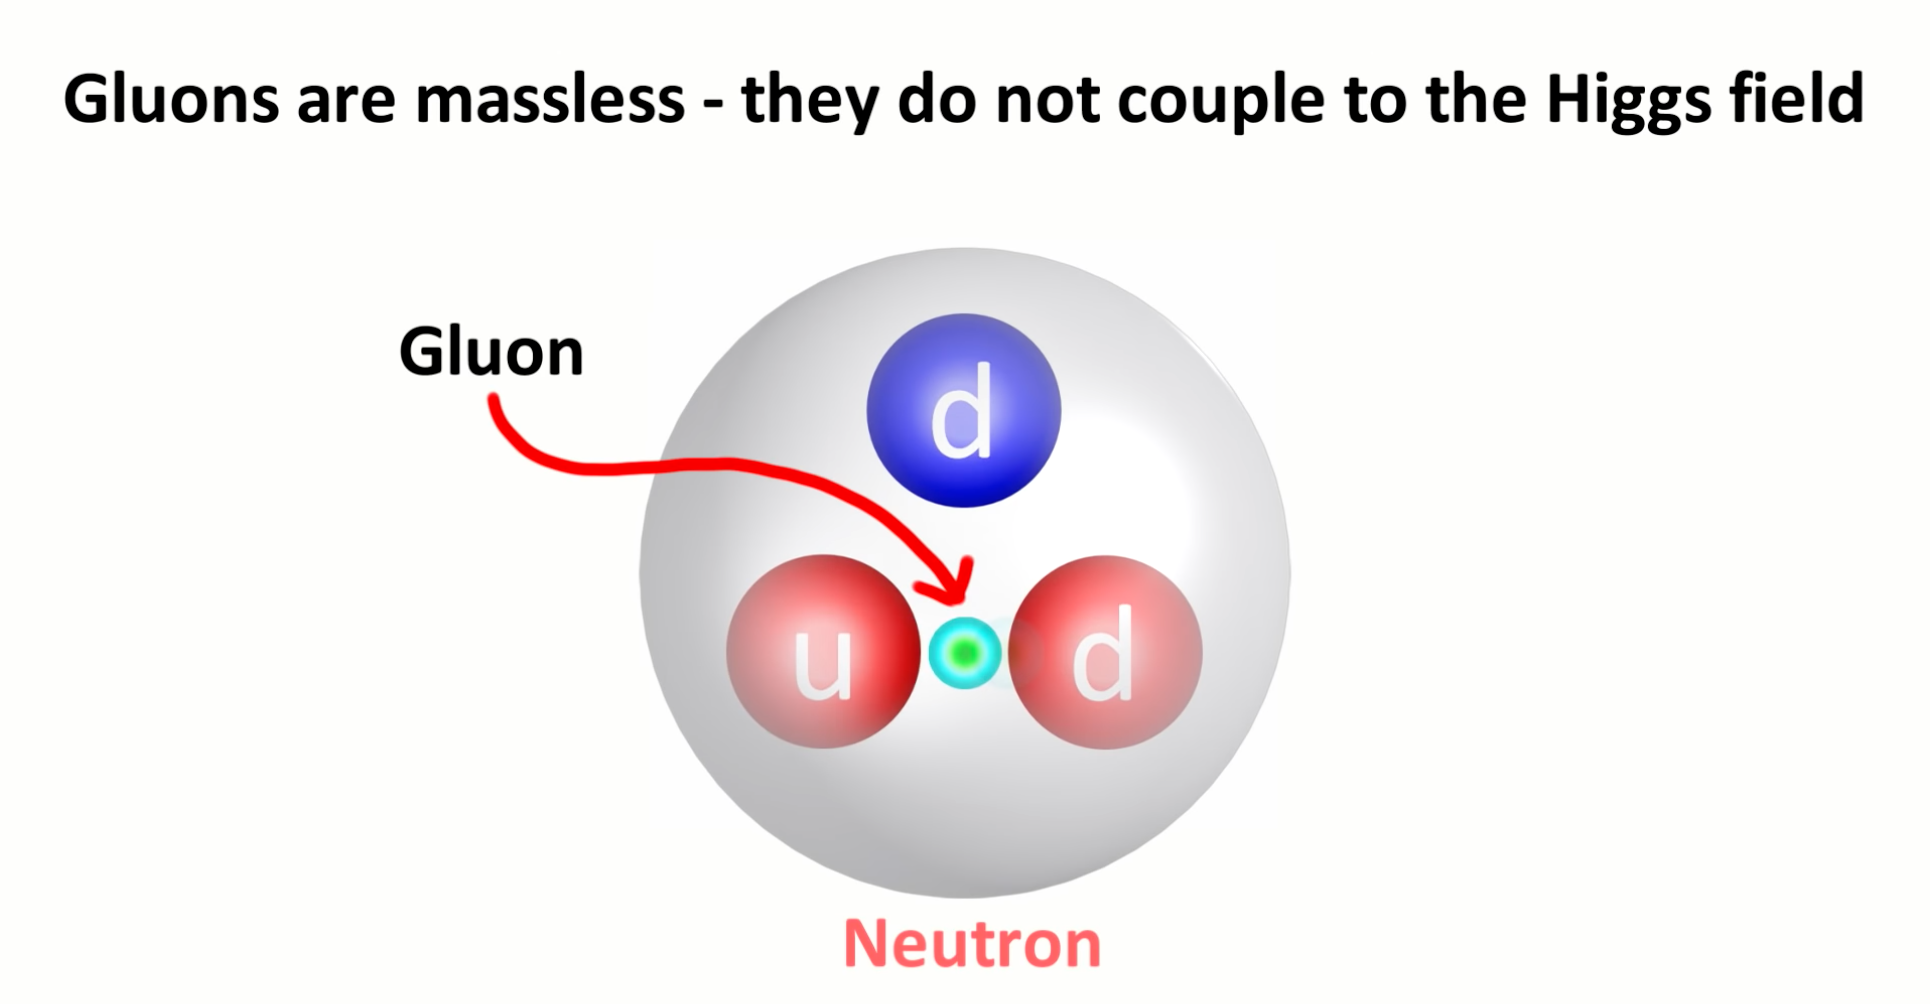 Gluons are massless - they do not couple to the Higgs field
Gluon
d
u
d
Neutron